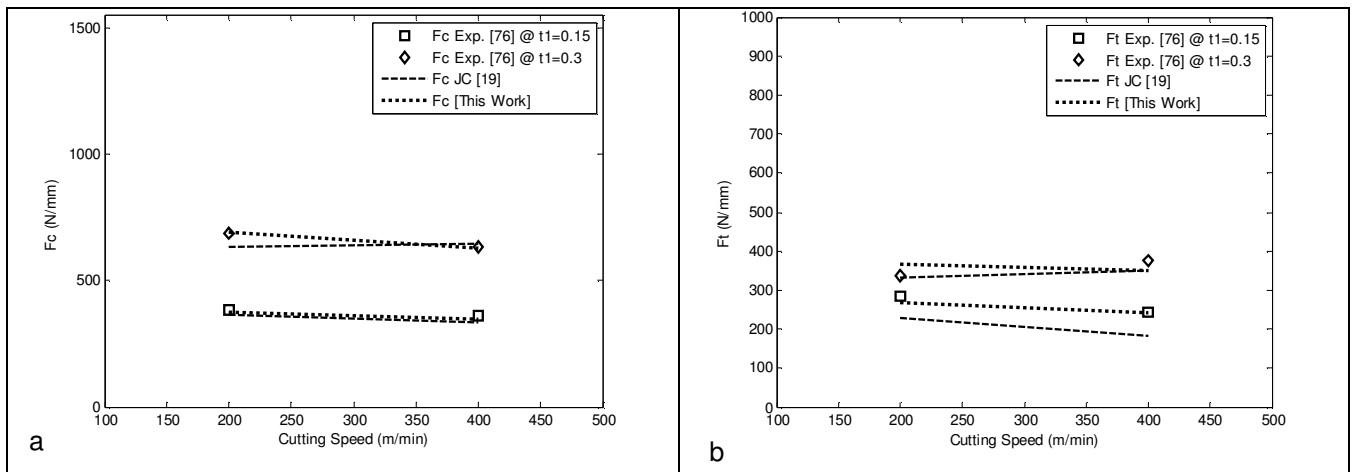 1500
1000
500
0
100 150 200 250 300 350 400 450 500
Fc (N/mm)
Cutting Speed (m/min)
Fc Exp. [76] @ t1=0.15
Fc Exp. [76] @ t1=0.3
Fc JC [19]
Fc [This Work]
a
1000
900
800
700
600
500
400
300
200
100
0
100 150 200 250 300 350 400 450 500
Ft (N/mm)
Cutting Speed (m/min)
Ft Exp. [76] @ t1=0.15
Ft Exp. [76] @ t1=0.3
Ft JC [19]
Ft [This Work]
b